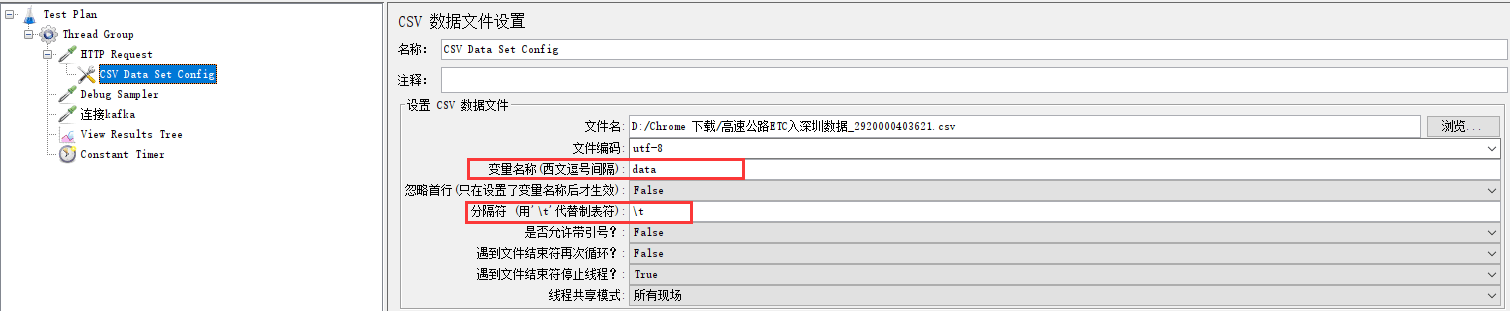 Test Plan
Thread Group
HTTP Request
CSV Data Set Config
Debug Sampler
连接kafka
View Results Tree
Constant Timer
CSV 数据文件设置
名称： CSV Data Set Config
注释：
设置 CSV 数据文件
文件名: D:/Chrome 下载/高速公路ETC入深圳数据_2920000403621.csv 浏览...
文件编码: utf-8
变量名称(西文逗号间隔): data
忽略首行(只在设置了变量名称后才生效): False
分隔符 (用'\t'代替制表符): \t
是否允许带引号?: False
遇到文件结束符再次循环?: False
遇到文件结束符停止线程?: True
线程共享模式: 所有现场